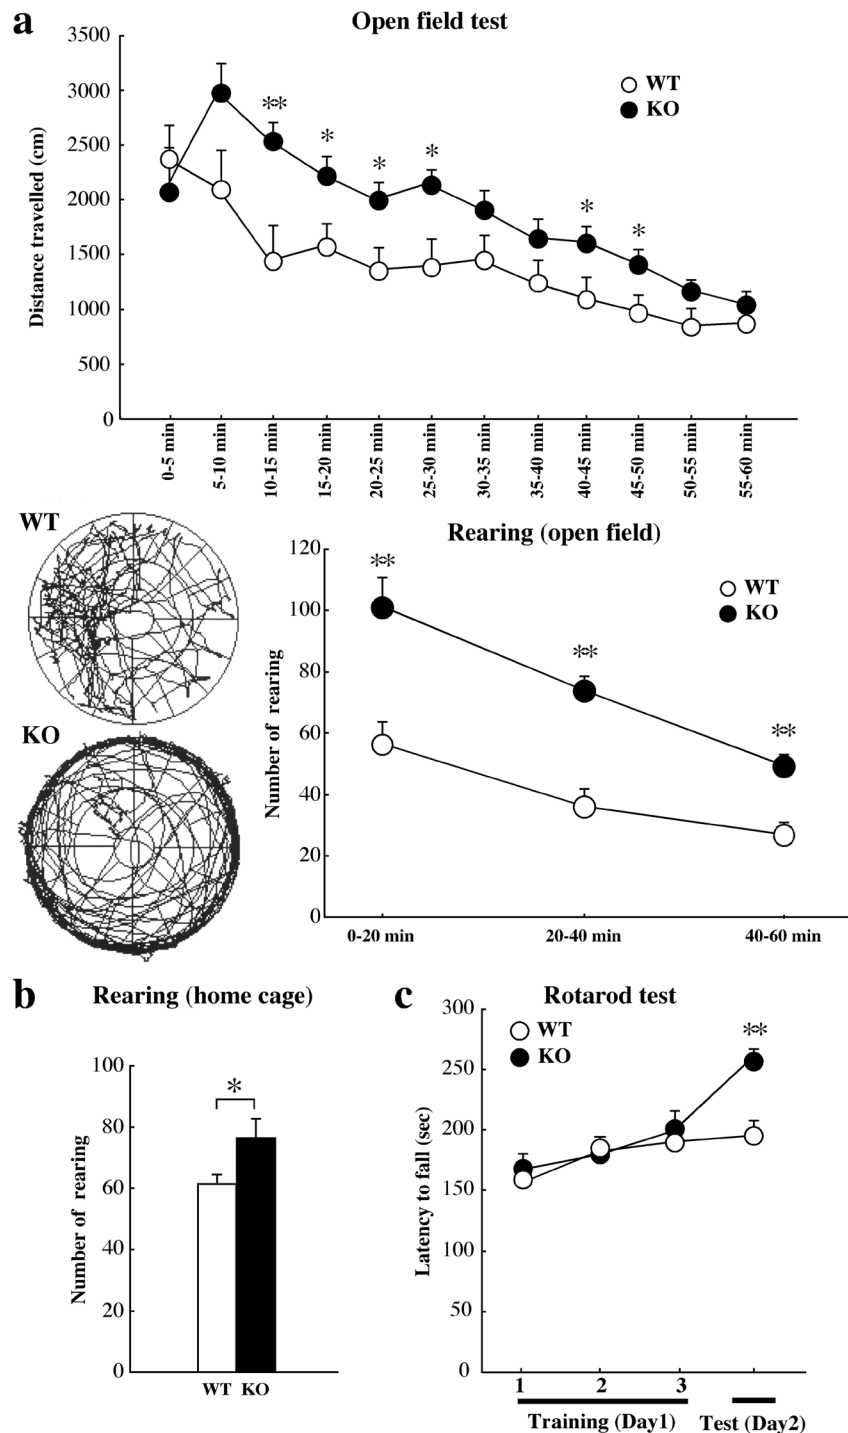 a
Open field test
3500
3000
2500
2000
1500
1000
500
0
Distance travelled (cm)
WT
KO
**
*
*
*
*
*
0-5 min
5-10 min
10-15 min
15-20 min
20-25 min
25-30 min
30-35 min
35-40 min
40-45 min
45-50 min
50-55 min
55-60 min
WT
KO
Rearing (open field)
120
100
80
60
40
20
0
Number of rearing
WT
KO
**
**
**
0-20 min
20-40 min
40-60 min
b
Rearing (home cage)
100
80
60
40
20
0
Number of rearing
*
WT KO
c
Rotarod test
300
250
200
150
100
50
0
Latency to fall (sec)
WT
KO
**
1 2 3
Training (Day1) Test (Day2)